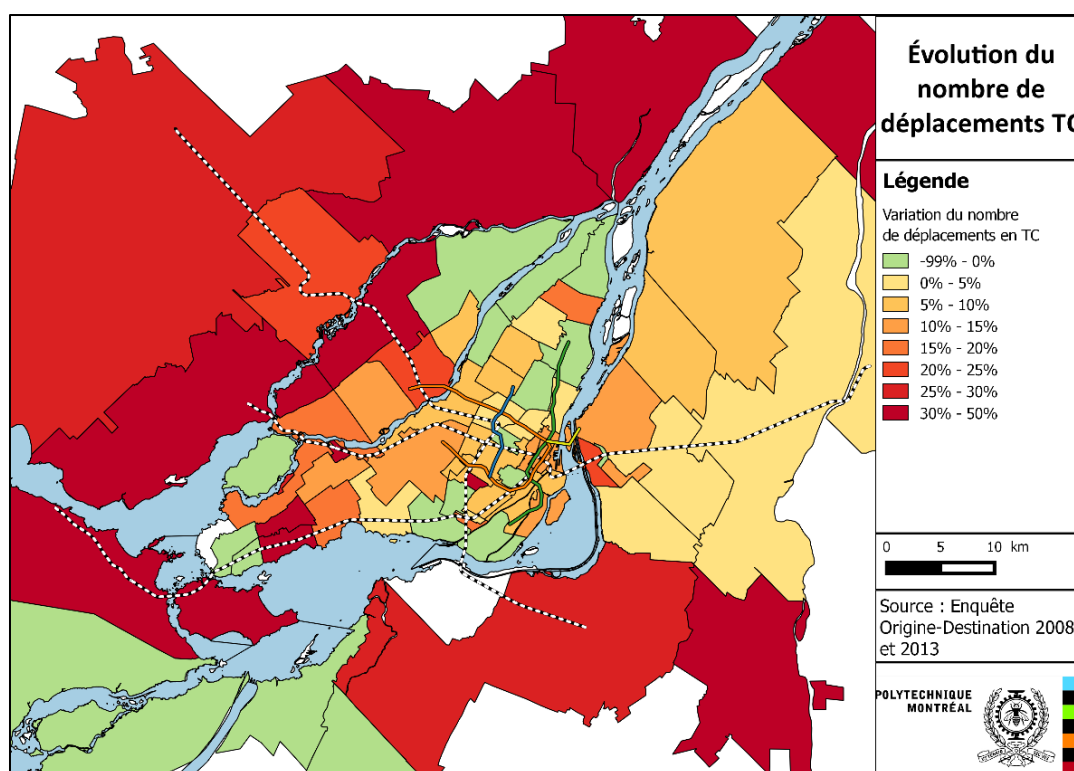 Évolution du
nombre de
déplacements TC
Légende
Variation du nombre
de déplacements en TC
-99% - 0%
0% - 5%
5% - 10%
10% - 15%
15% - 20%
20% - 25%
25% - 30%
30% - 50%
0 5 10 km
Source : Enquête
Origine-Destination 2008
et 2013
POLYTECHNIQUE
MONTRÉAL